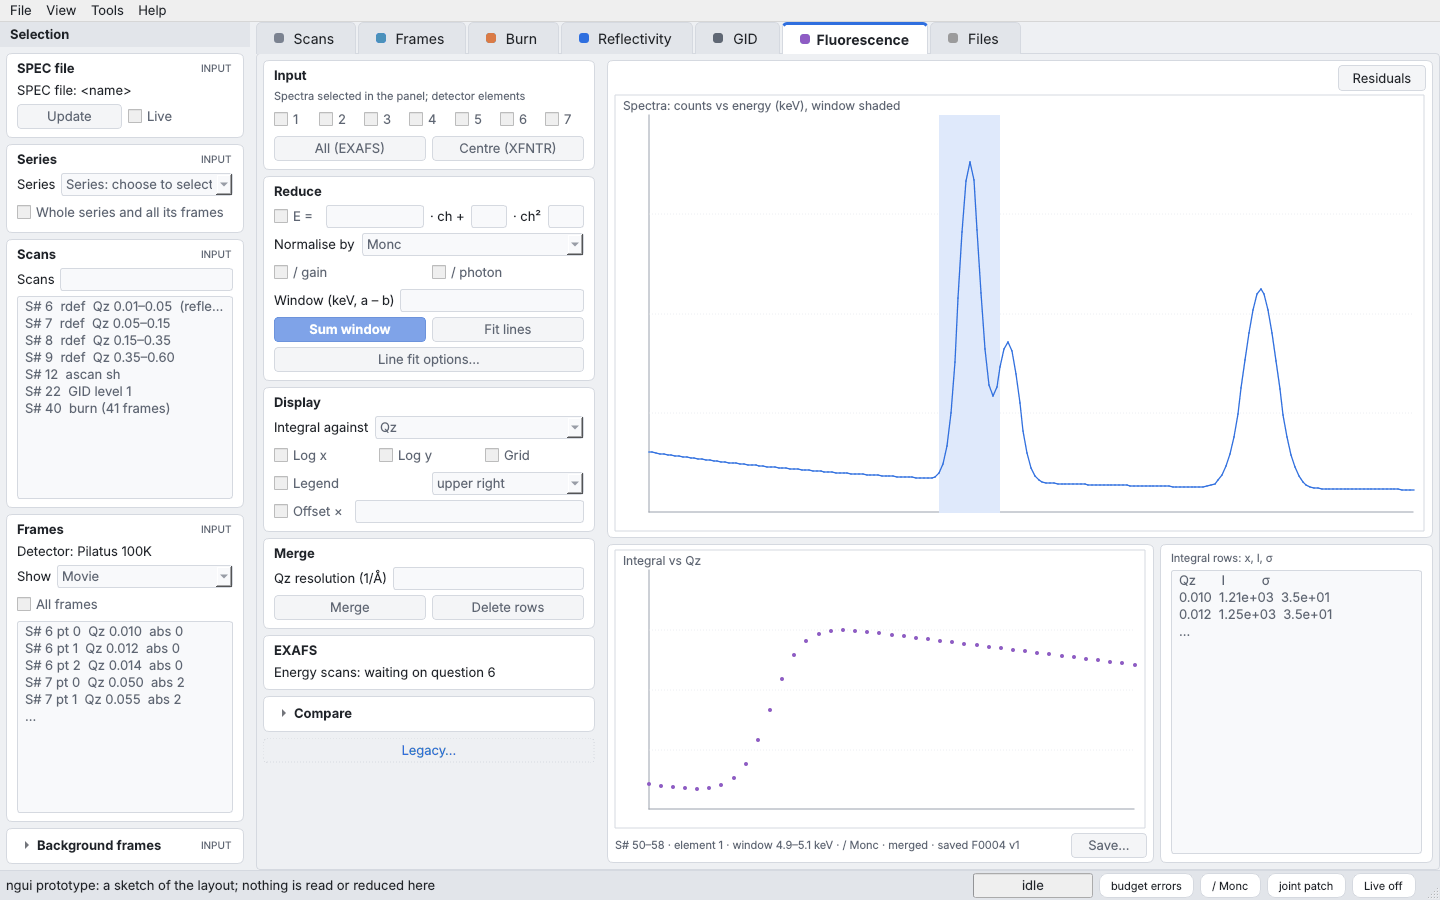 File View Tools Help
Selection
Scans Frames Burn Reflectivity GID Fluorescence Files
SPEC file INPUT
SPEC file: <name>
Update Live
Series INPUT
Series Series: choose to select
Whole series and all its frames
Scans INPUT
Scans
S# 6 rdef Qz 0.01–0.05 (refle...
S# 7 rdef Qz 0.05–0.15
S# 8 rdef Qz 0.15–0.35
S# 9 rdef Qz 0.35–0.60
S# 12 ascan sh
S# 22 GID level 1
S# 40 burn (41 frames)
Frames INPUT
Detector: Pilatus 100K
Show Movie
All frames
S# 6 pt 0 Qz 0.010 abs 0
S# 6 pt 1 Qz 0.012 abs 0
S# 6 pt 2 Qz 0.014 abs 0
S# 7 pt 0 Qz 0.050 abs 2
S# 7 pt 1 Qz 0.055 abs 2
...
Background frames INPUT
Input
Spectra selected in the panel; detector elements
1 2 3 4 5 6 7
All (EXAFS) Centre (XFNTR)
Reduce
E = · ch + · ch²
Normalise by Monc
/ gain / photon
Window (keV, a – b)
Sum window Fit lines
Line fit options...
Display
Integral against Qz
Log x Log y Grid
Legend upper right
Offset ×
Merge
Qz resolution (1/Å)
Merge Delete rows
EXAFS
Energy scans: waiting on question 6
Compare
Legacy...
Residuals
Spectra: counts vs energy (keV), window shaded
Integral vs Qz
S# 50–58 · element 1 · window 4.9–5.1 keV · / Monc · merged · saved F0004 v1
Save...
Integral rows: x, I, σ
Qz I σ
0.010 1.21e+03 3.5e+01
0.012 1.25e+03 3.5e+01
...
ngui prototype: a sketch of the layout; nothing is read or reduced here
idle budget errors / Monc joint patch Live off